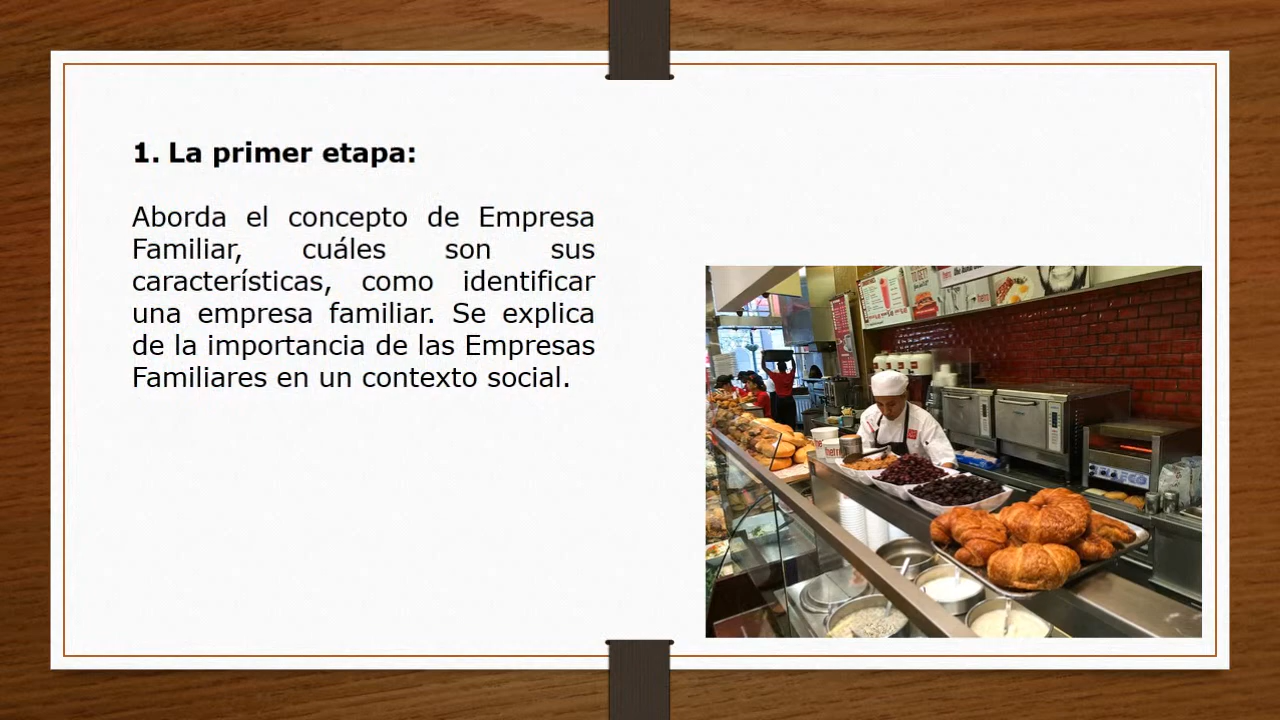 1. La primer etapa:
Aborda el concepto de Empresa
Familiar, cuáles son sus
características, como identificar
una empresa familiar. Se explica
de la importancia de las Empresas
Familiares en un contexto social.